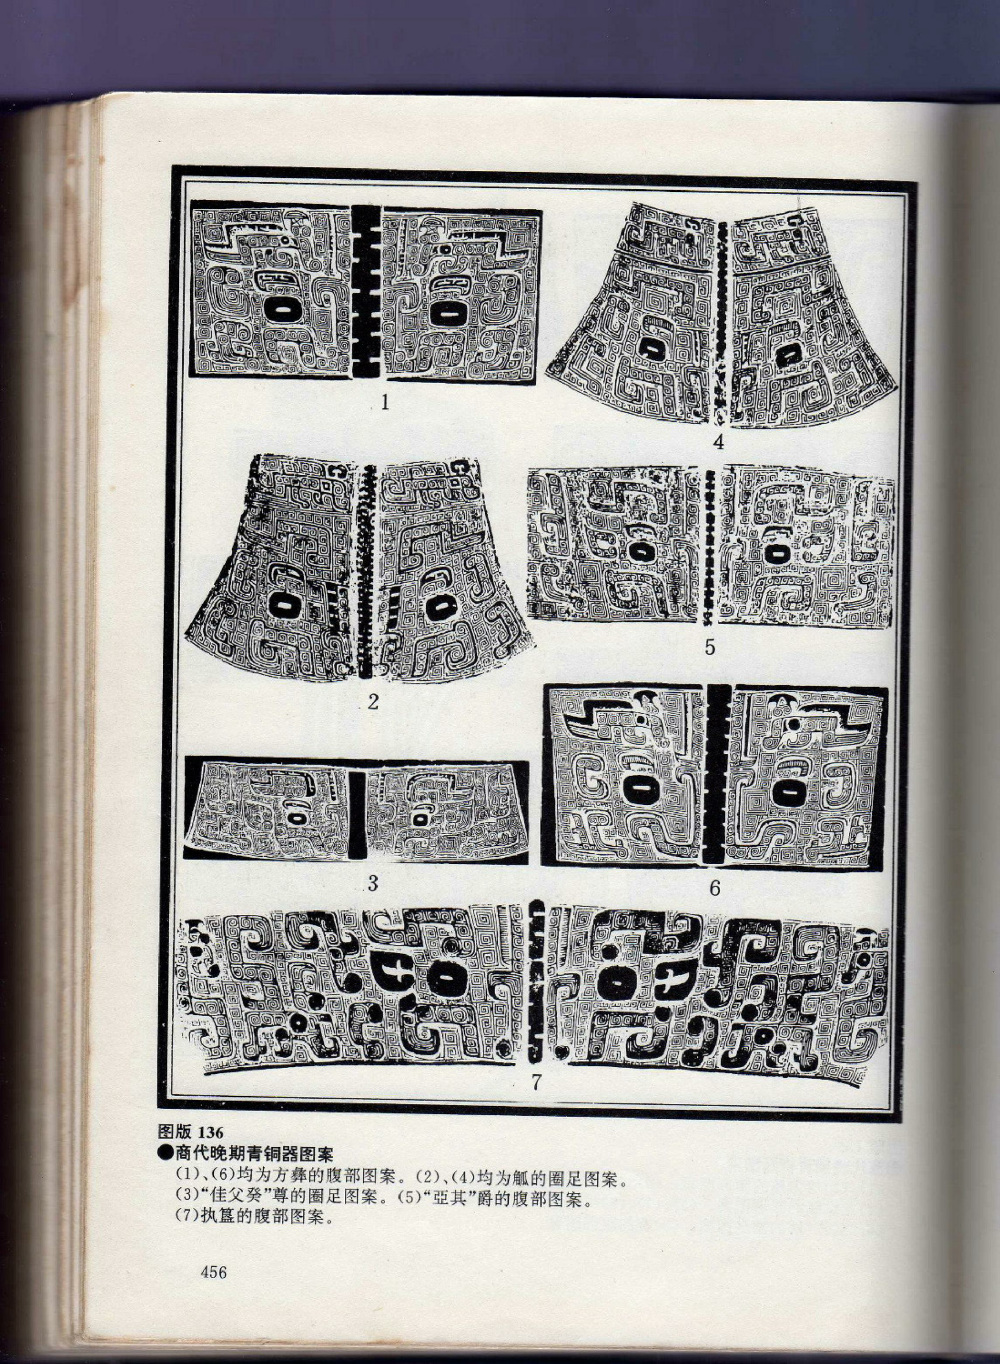 1
4
2
5
3
6
7
图版 136
●商代晚期青铜器图案
(1)、(6)均为方彝的腹部图案。(2)、(4)均为觚的圈足图案。
(3)“隹父癸”尊的圈足图案。(5)“亞其”爵的腹部图案。
(7)执簋的腹部图案。
456